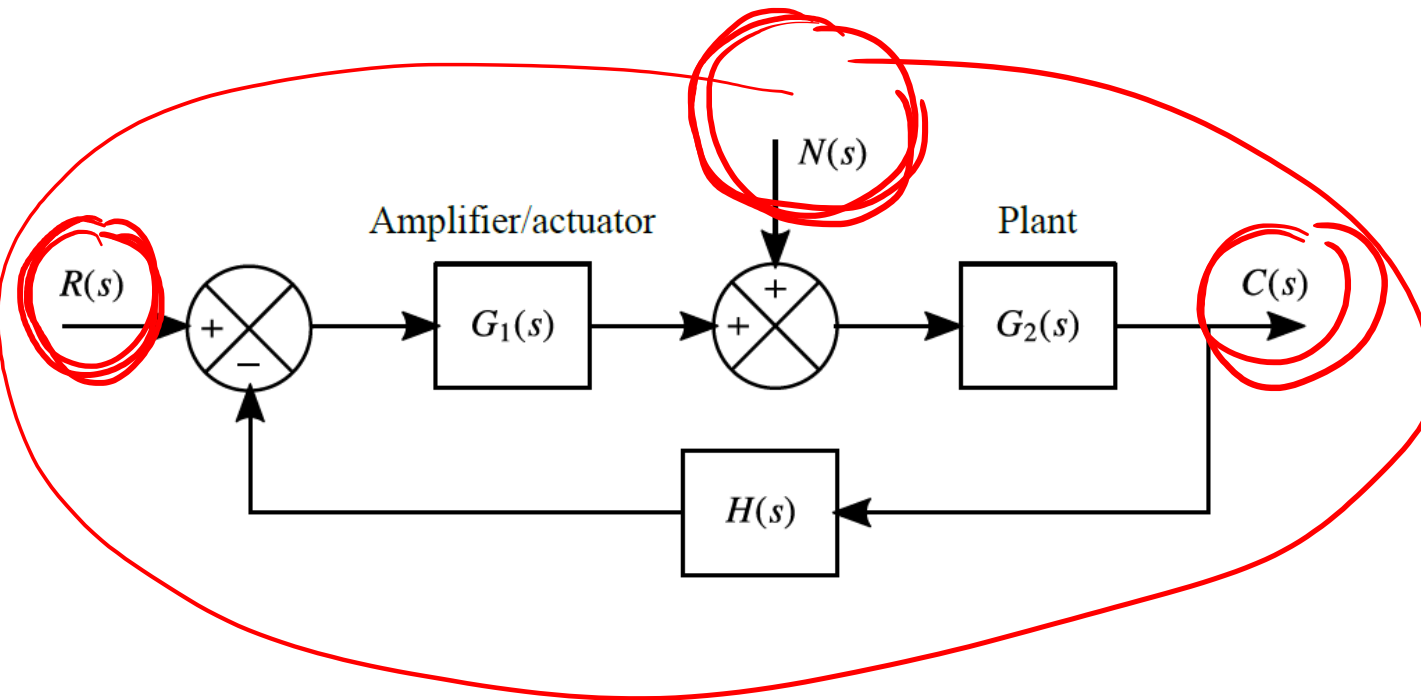 N(s)
Amplifier/actuator
Plant
R(s)
C(s)
+
+
+
−
G₁(s)
G₂(s)
H(s)